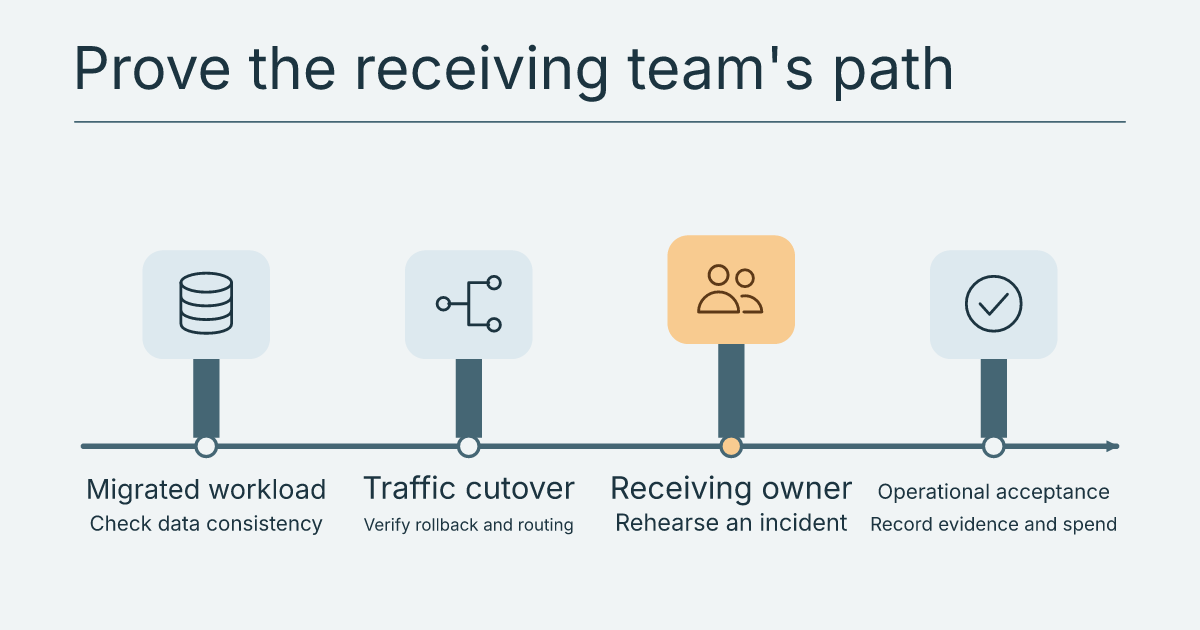 Prove the receiving team's path
Migrated workload
Check data consistency
Traffic cutover
Verify rollback and routing
Receiving owner
Rehearse an incident
Operational acceptance
Record evidence and spend